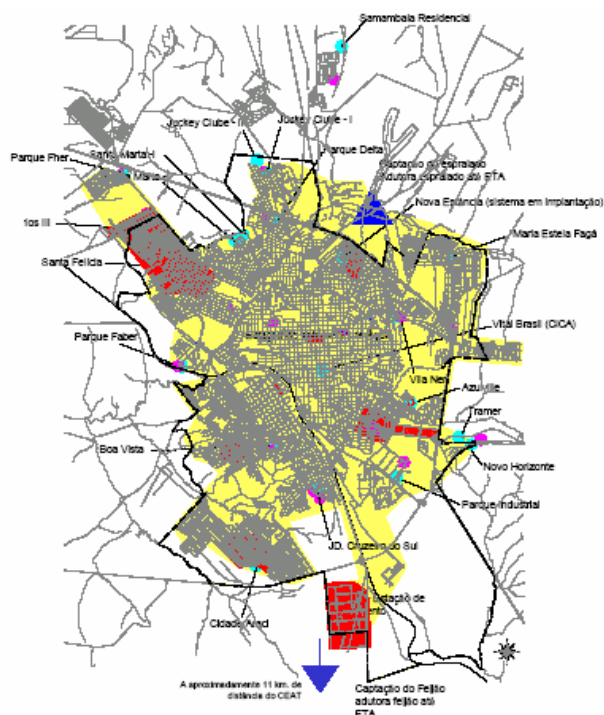 Samambaia Residencial
Jockey Clube -
Jockey Clube - I
Santa Marta-I
Parque Delta
Parque Fher
Captação do espraiado
Adutora espraiado até ETA
Nova Estância (sistema em implantação)
Maria Estela Fagá
Santa Felícia
Vital Brasil (CICA)
Parque Faber
Vila Neri
Azulville
Tramer
Boa Vista
Novo Horizonte
Parque Industrial
JD. Cruzeiro do Sul
Cidade Araci
Estação de
A aproximadamente 11 km. de
distância do CEAT
Captação do Feijão
adutora feijão até
ETA